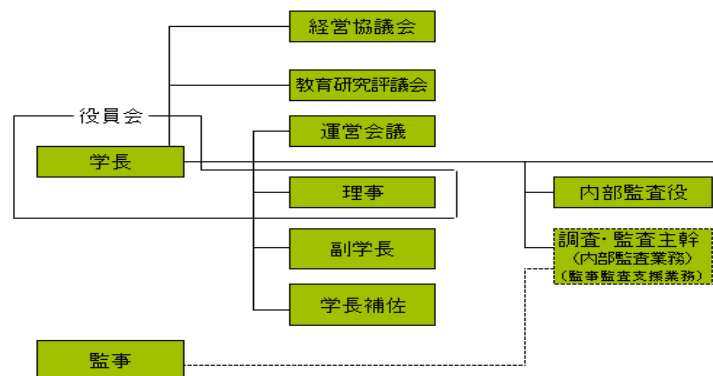 経営協議会
教育研究評議会
役員会
運営会議
学長
理事
内部監査役
副学長
調査・監査主幹
(内部監査業務)
(監事監査支援業務)
学長補佐
監事